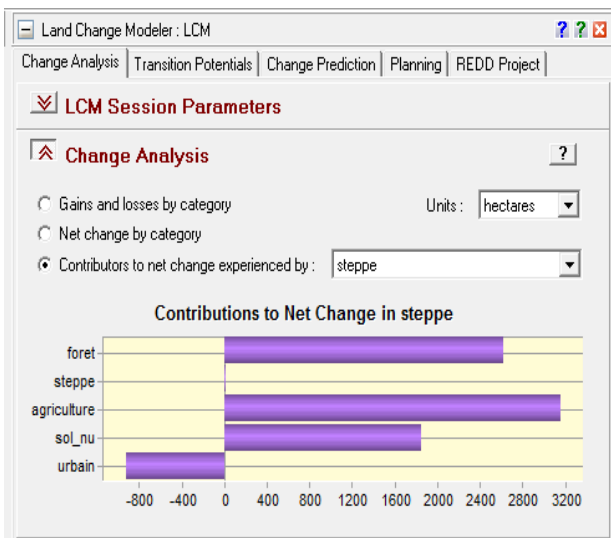 Land Change Modeler : LCM ? ?
Change Analysis Transition Potentials Change Prediction Planning REDD Project
LCM Session Parameters
Change Analysis ?
Gains and losses by category Units : hectares
Net change by category
Contributors to net change experienced by : steppe
Contributions to Net Change in steppe
foret
steppe
agriculture
sol_nu
urbain
-800 -400 0 400 800 1200 1600 2000 2400 2800 3200